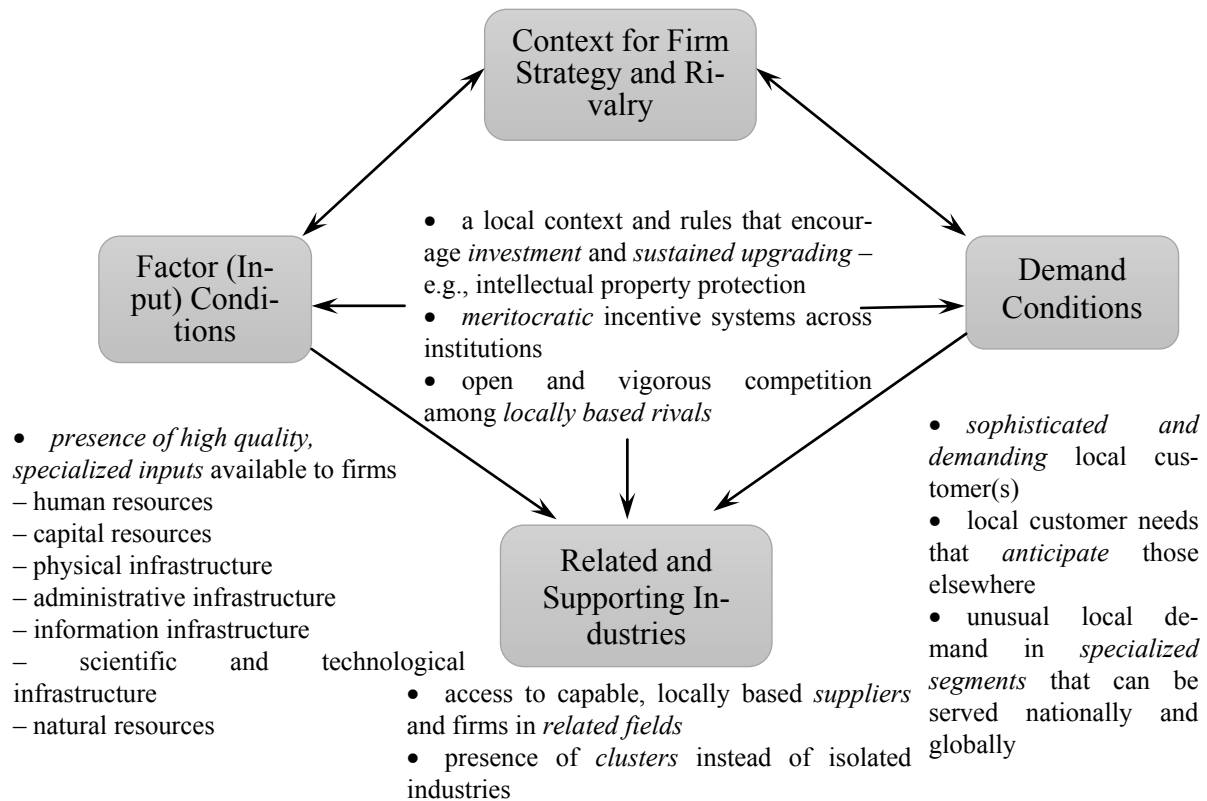 Context for Firm
Strategy and Ri-
valry
Factor (In-
put) Condi-
tions
• a local context and rules that encour-
age investment and sustained upgrading –
e.g., intellectual property protection
• meritocratic incentive systems across
institutions
• open and vigorous competition
among locally based rivals
Demand
Conditions
• presence of high quality,
specialized inputs available to firms
– human resources
– capital resources
– physical infrastructure
– administrative infrastructure
– information infrastructure
– scientific and technological
infrastructure
– natural resources
Related and
Supporting In-
dustries
• access to capable, locally based suppliers
and firms in related fields
• presence of clusters instead of isolated
industries
• sophisticated and
demanding local cus-
tomer(s)
• local customer needs
that anticipate those
elsewhere
• unusual local de-
mand in specialized
segments that can be
served nationally and
globally